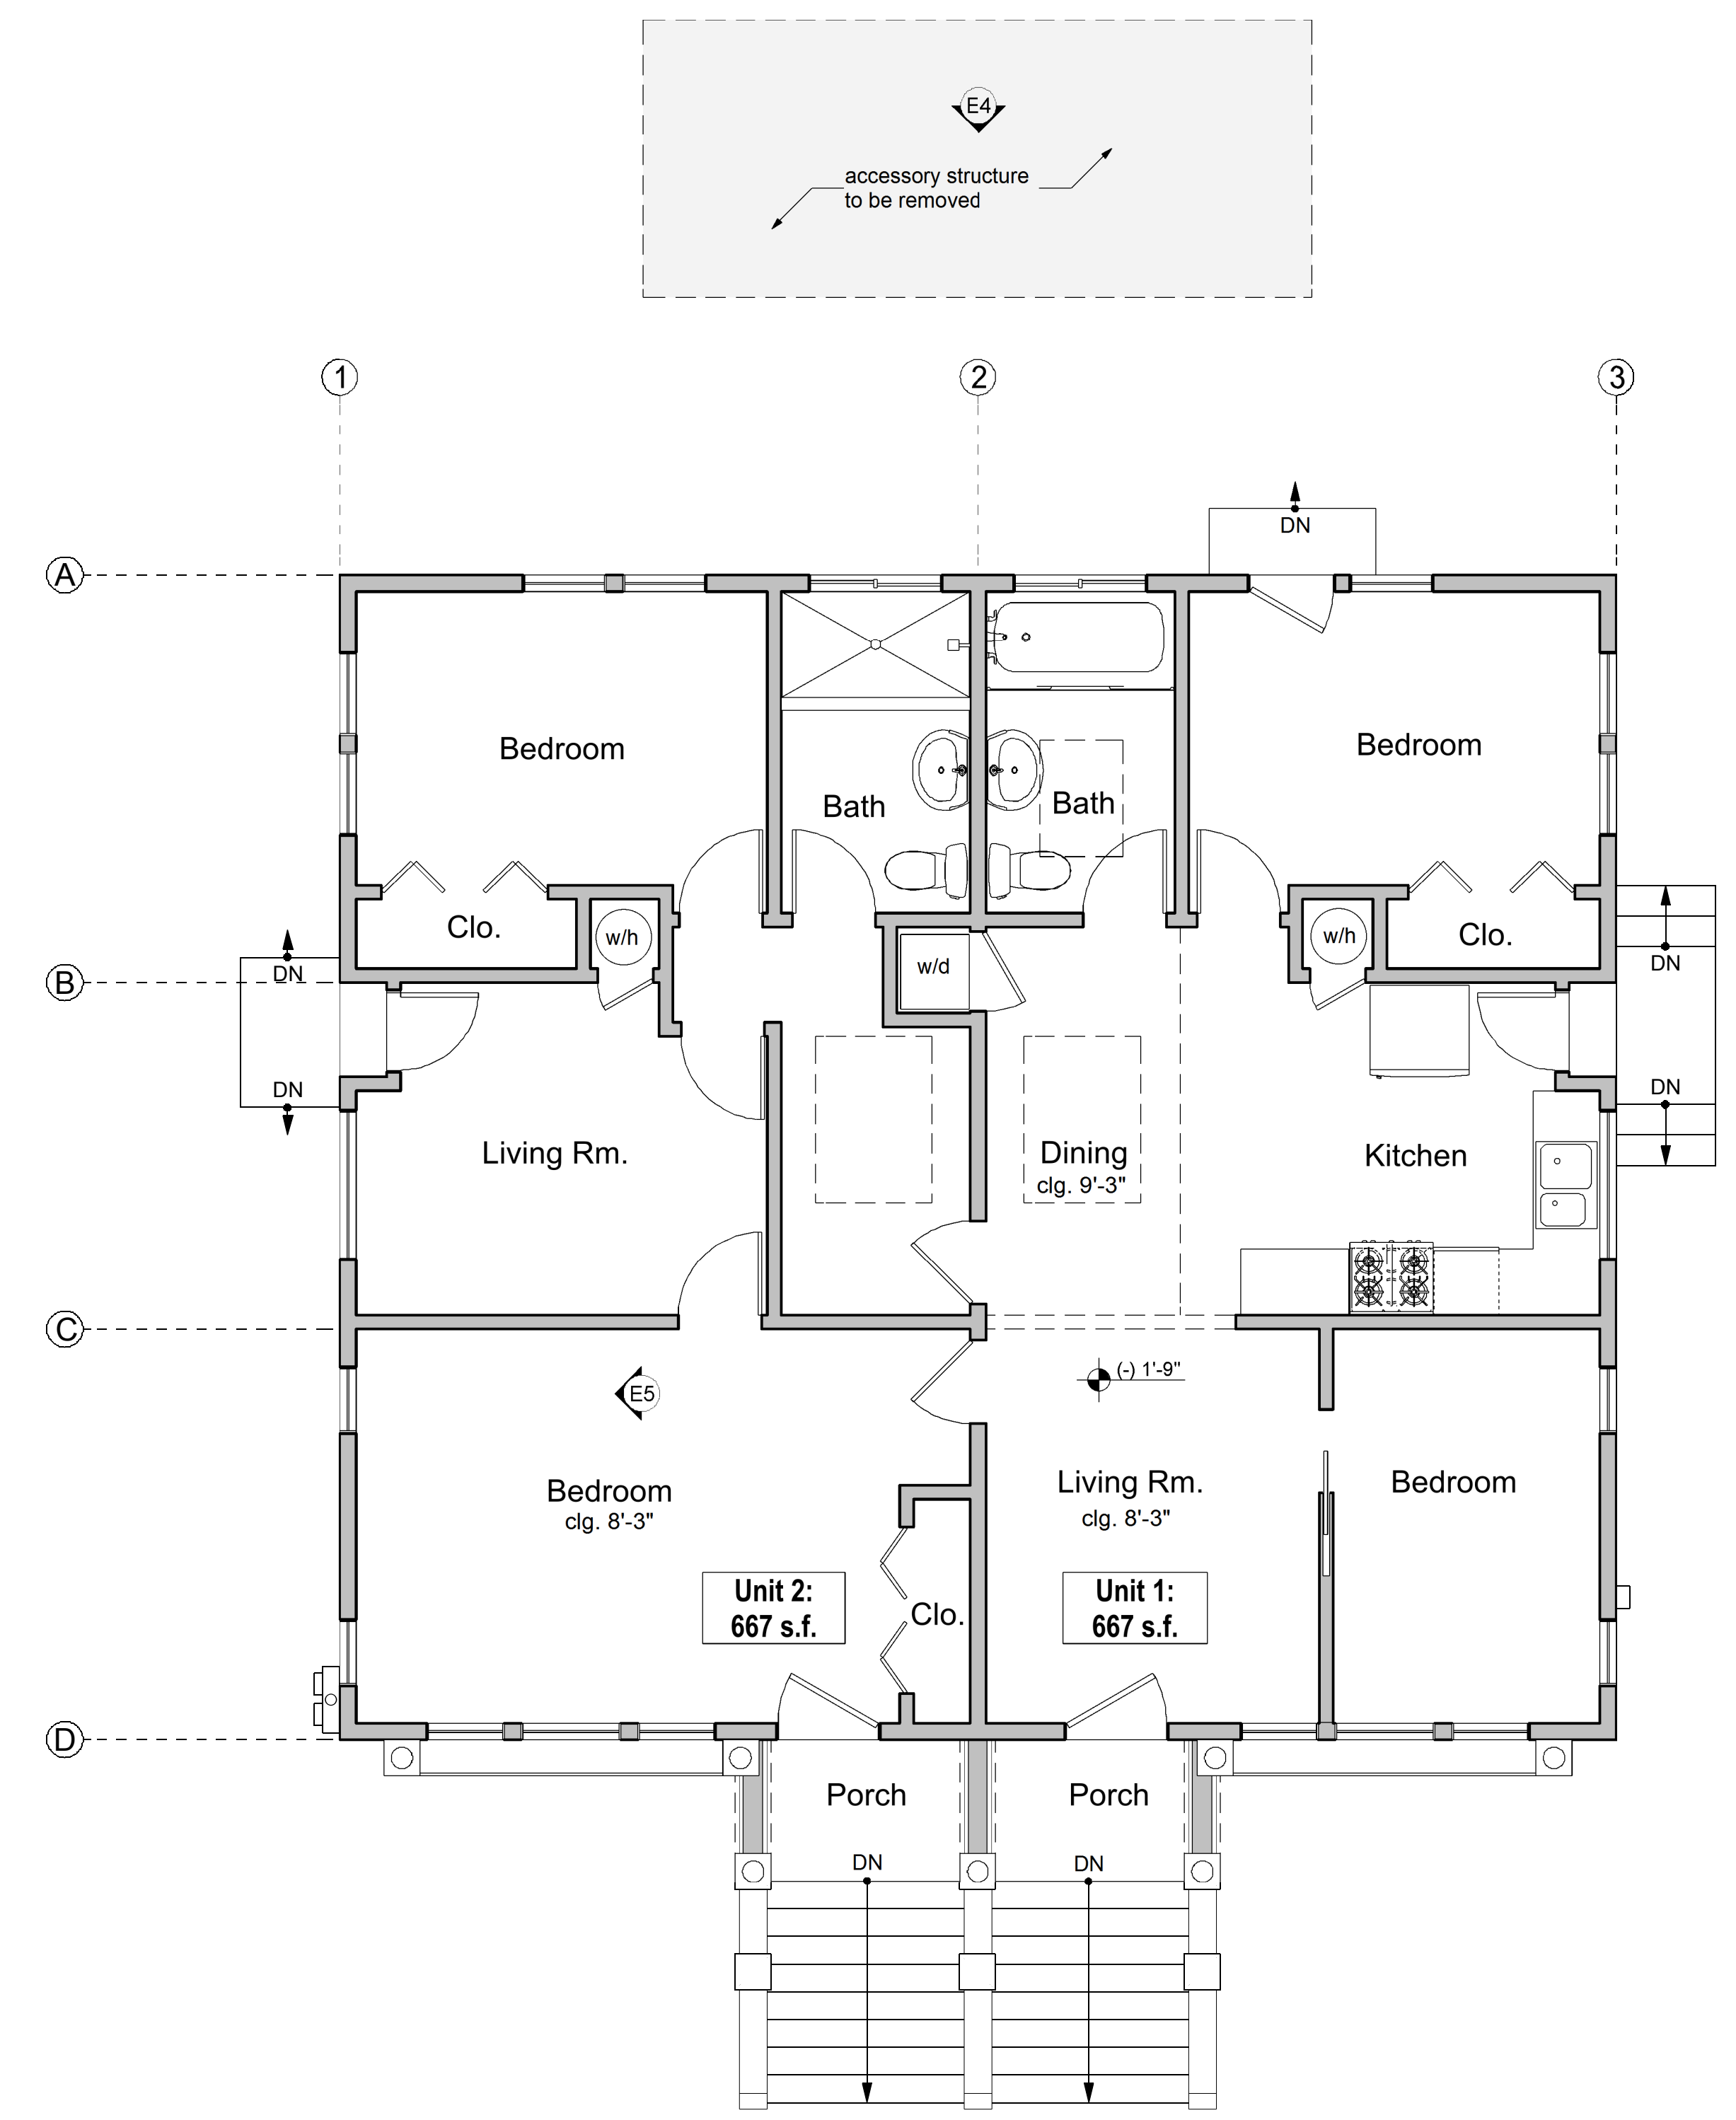 E4
accessory structure
to be removed
1
2
3
DN
A
Bedroom
Bedroom
Bath
Bath
Clo.
w/h
w/h
Clo.
w/d
DN
DN
B
DN
DN
Living Rm.
Dining
clg. 9'-3"
Kitchen
C
(-) 1'-9"
E5
Bedroom
clg. 8'-3"
Living Rm.
clg. 8'-3"
Bedroom
Unit 2:
667 s.f.
Clo.
Unit 1:
667 s.f.
D
Porch
Porch
DN
DN